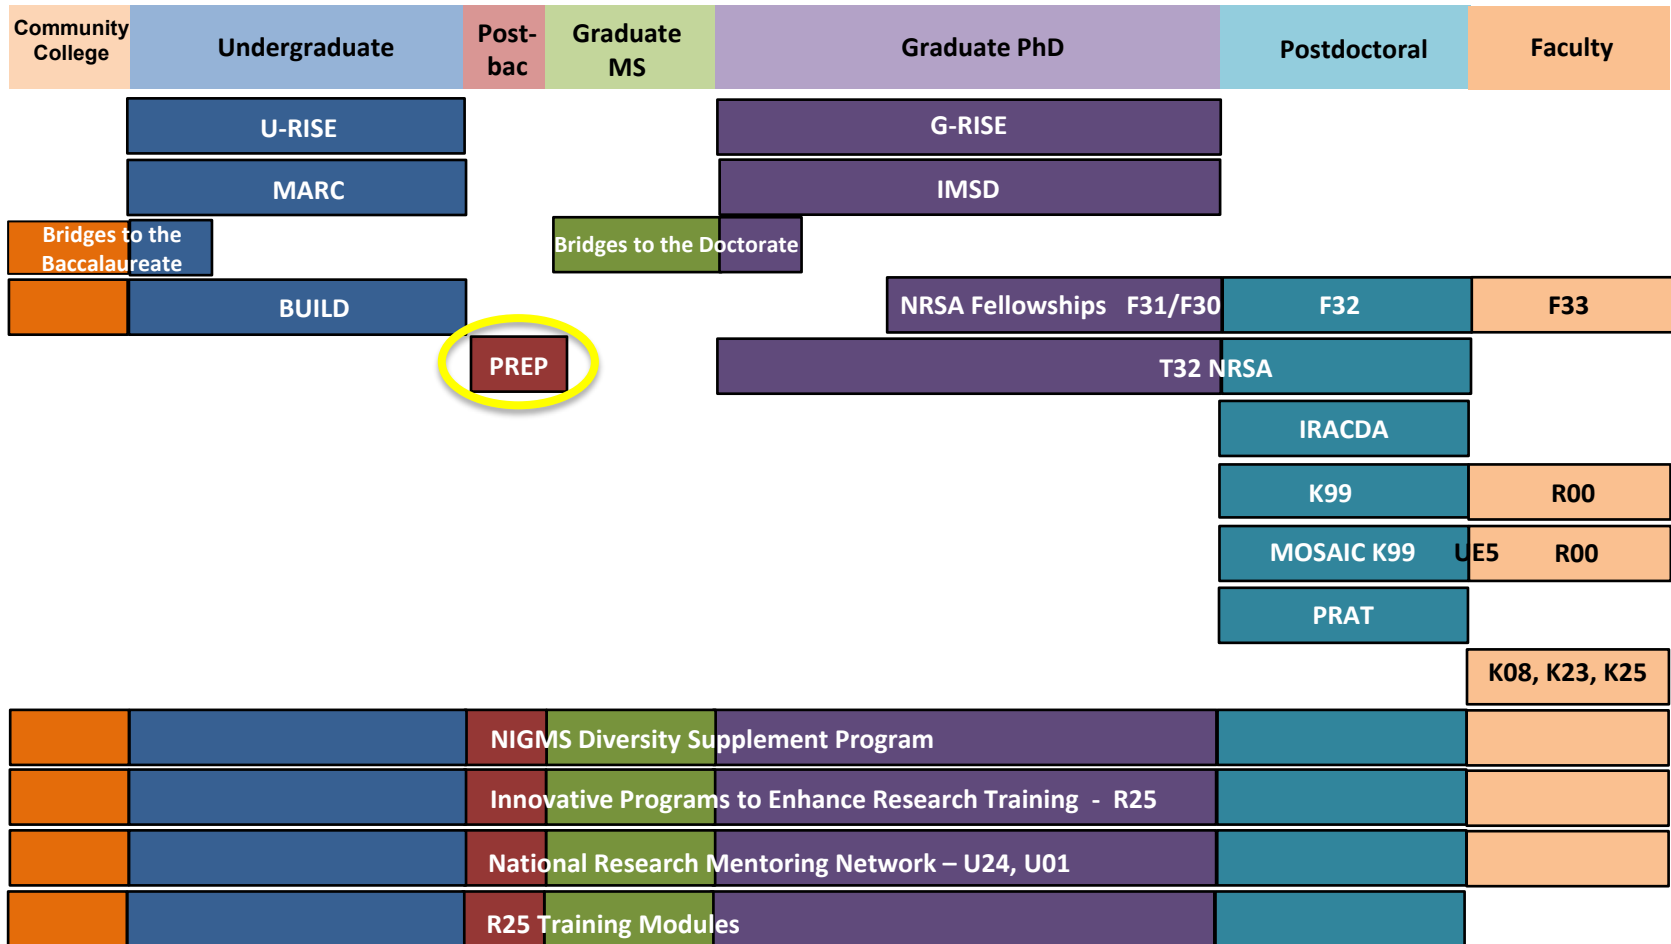 Community
College
Undergraduate
Post-
bac
Graduate
MS
Graduate PhD
Postdoctoral
Faculty
U-RISE
G-RISE
MARC
IMSD
Bridges to the
Baccalaureate
Bridges to the Doctorate
BUILD
NRSA Fellowships F31/F30
F32
F33
PREP
T32 NRSA
IRACDA
K99
R00
MOSAIC K99
UE5
R00
PRAT
K08, K23, K25
NIGMS Diversity Supplement Program
Innovative Programs to Enhance Research Training - R25
National Research Mentoring Network – U24, U01
R25 Training Modules